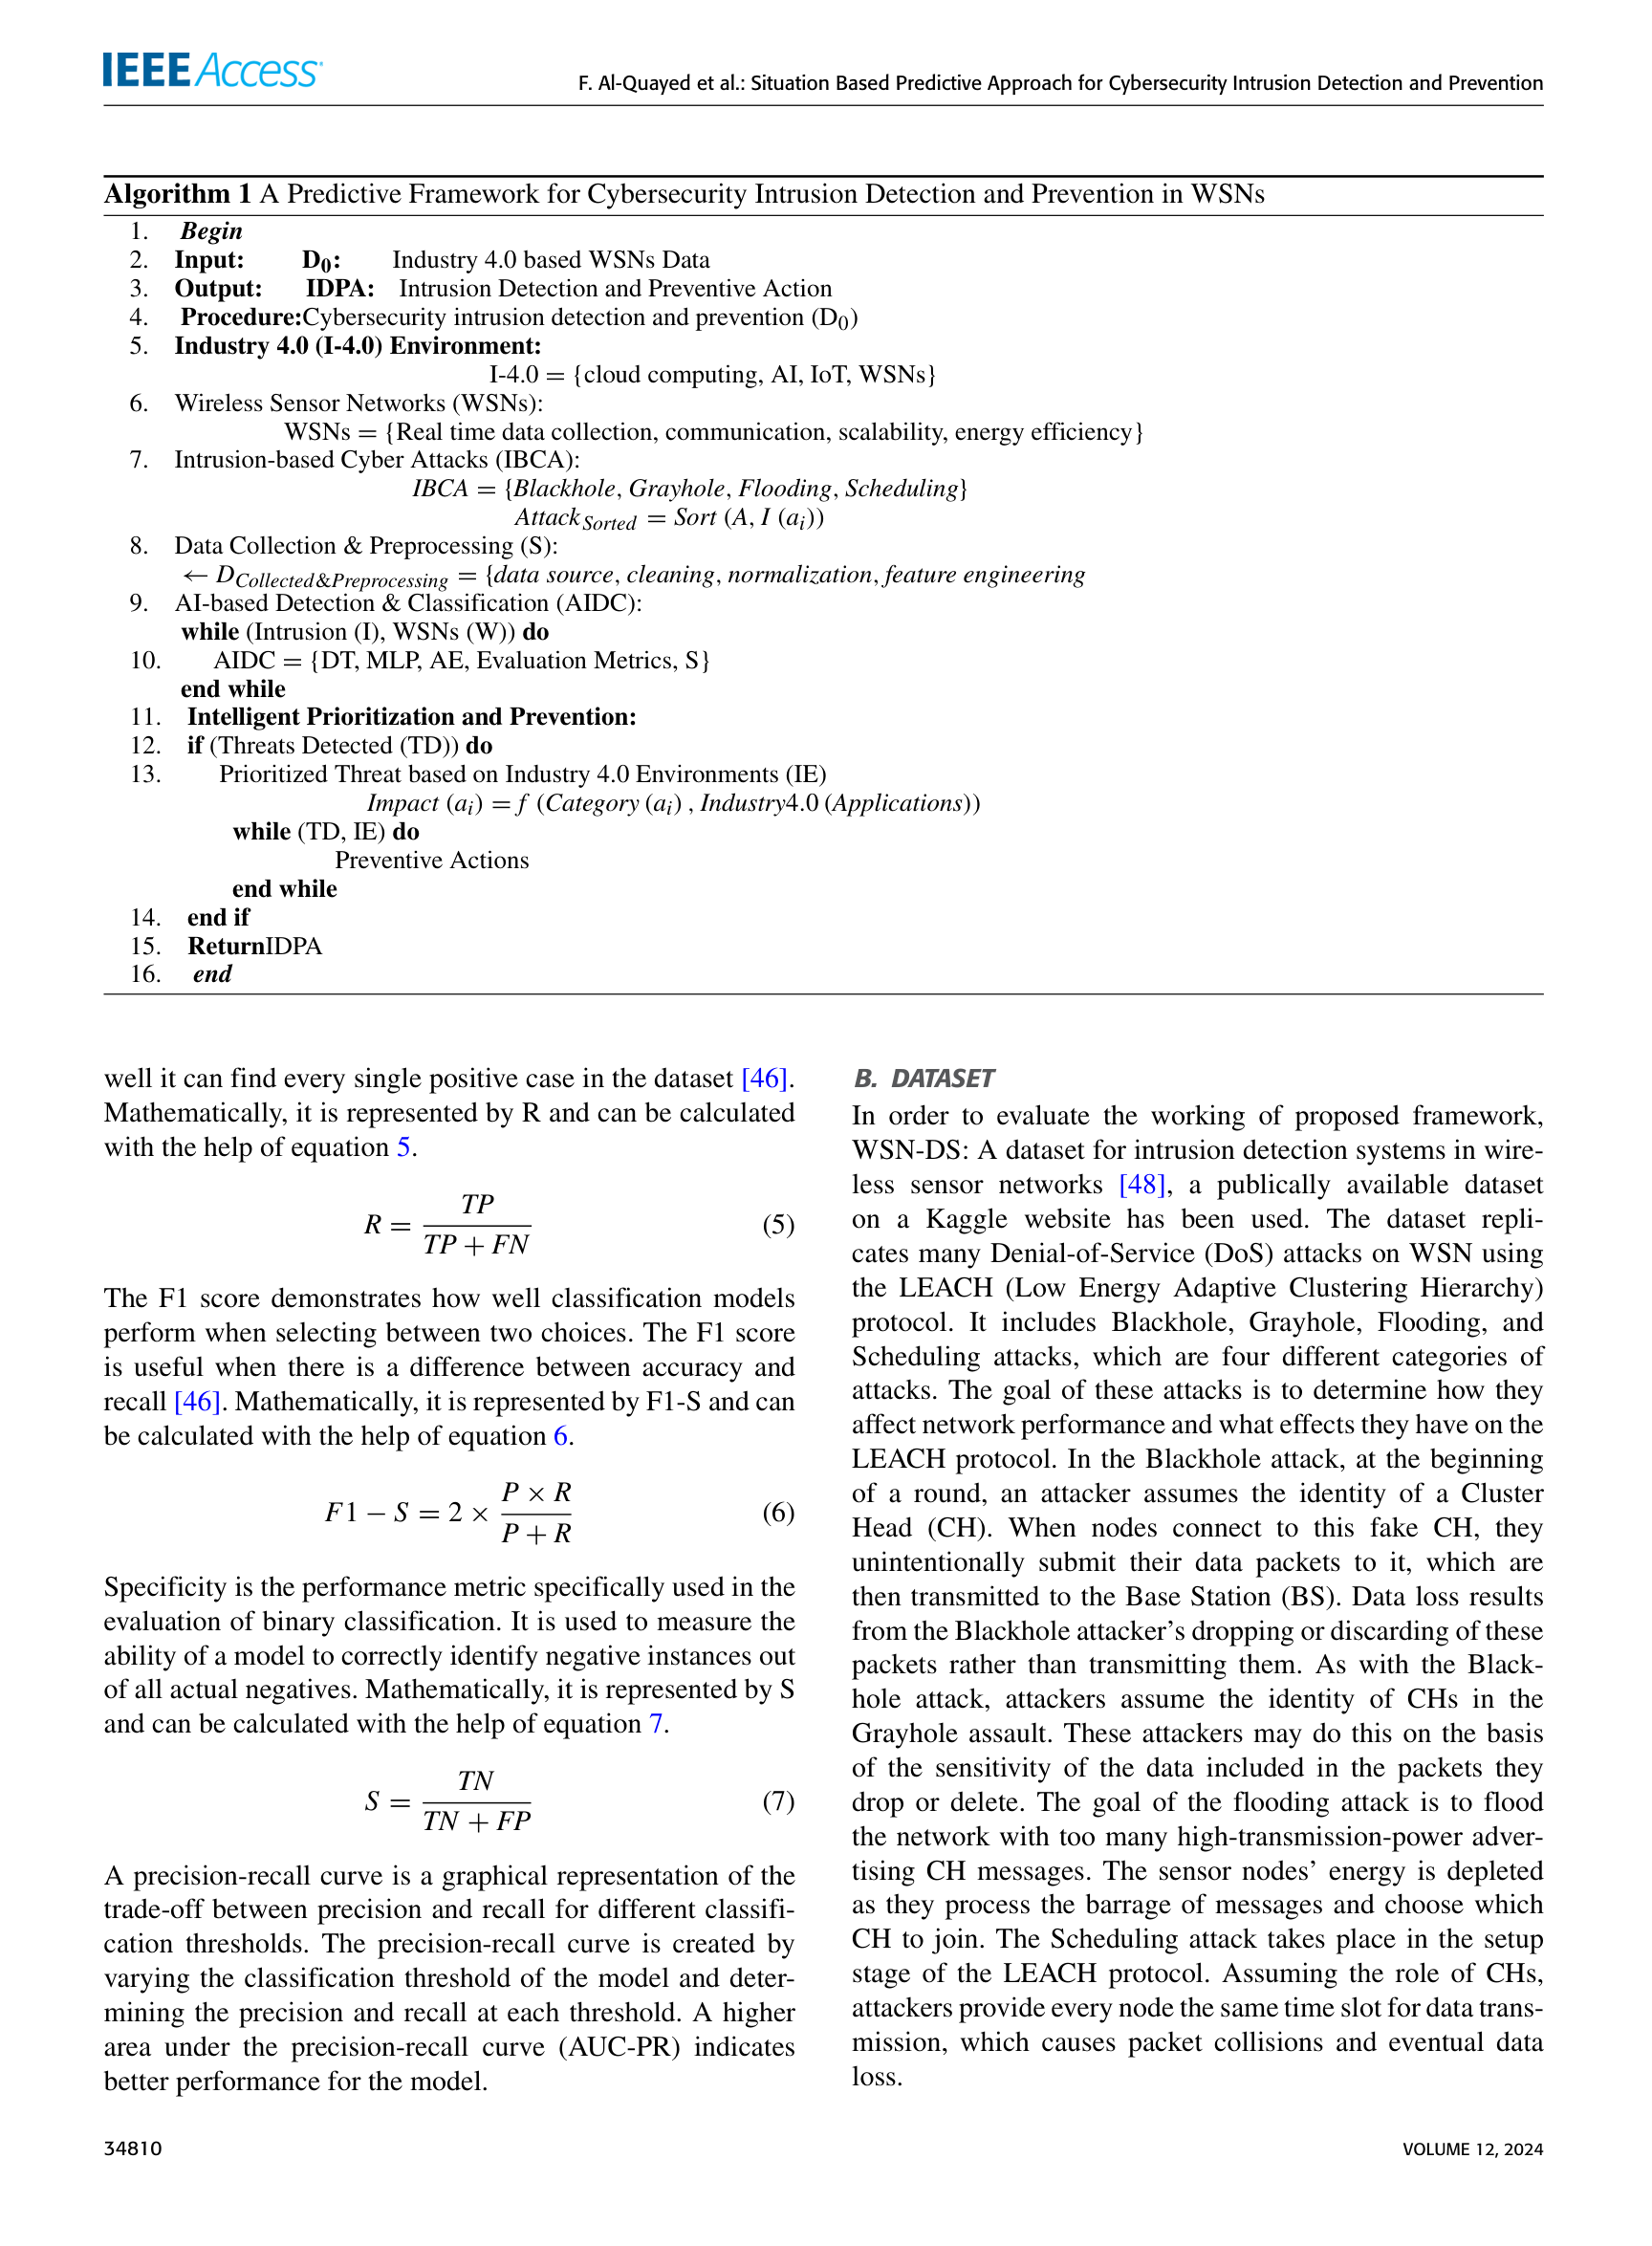 IEEE Access
F. Al-Quayed et al.: Situation Based Predictive Approach for Cybersecurity Intrusion Detection and Prevention
Algorithm 1 A Predictive Framework for Cybersecurity Intrusion Detection and Prevention in WSNs
1. Begin
2. Input: D0: Industry 4.0 based WSNs Data
3. Output: IDPA: Intrusion Detection and Preventive Action
4. Procedure:Cybersecurity intrusion detection and prevention (D0)
5. Industry 4.0 (I-4.0) Environment:
I-4.0 = {cloud computing, AI, IoT, WSNs}
6. Wireless Sensor Networks (WSNs):
WSNs = {Real time data collection, communication, scalability, energy efficiency}
7. Intrusion-based Cyber Attacks (IBCA):
IBCA = {Blackhole, Grayhole, Flooding, Scheduling}
AttackSorted = Sort (A, I (ai))
8. Data Collection & Preprocessing (S):
← DCollected&Preprocessing = {data source, cleaning, normalization, feature engineering
9. AI-based Detection & Classification (AIDC):
while (Intrusion (I), WSNs (W)) do
10. AIDC = {DT, MLP, AE, Evaluation Metrics, S}
end while
11. Intelligent Prioritization and Prevention:
12. if (Threats Detected (TD)) do
13. Prioritized Threat based on Industry 4.0 Environments (IE)
Impact (ai) = f (Category (ai) , Industry4.0 (Applications))
while (TD, IE) do
Preventive Actions
end while
14. end if
15. ReturnIDPA
16. end
well it can find every single positive case in the dataset [46].
Mathematically, it is represented by R and can be calculated
with the help of equation 5.
R = TP / (TP + FN) (5)
The F1 score demonstrates how well classification models
perform when selecting between two choices. The F1 score
is useful when there is a difference between accuracy and
recall [46]. Mathematically, it is represented by F1-S and can
be calculated with the help of equation 6.
F1 − S = 2 × (P × R) / (P + R) (6)
Specificity is the performance metric specifically used in the
evaluation of binary classification. It is used to measure the
ability of a model to correctly identify negative instances out
of all actual negatives. Mathematically, it is represented by S
and can be calculated with the help of equation 7.
S = TN / (TN + FP) (7)
A precision-recall curve is a graphical representation of the
trade-off between precision and recall for different classifi-
cation thresholds. The precision-recall curve is created by
varying the classification threshold of the model and deter-
mining the precision and recall at each threshold. A higher
area under the precision-recall curve (AUC-PR) indicates
better performance for the model.
B. DATASET
In order to evaluate the working of proposed framework,
WSN-DS: A dataset for intrusion detection systems in wire-
less sensor networks [48], a publically available dataset
on a Kaggle website has been used. The dataset repli-
cates many Denial-of-Service (DoS) attacks on WSN using
the LEACH (Low Energy Adaptive Clustering Hierarchy)
protocol. It includes Blackhole, Grayhole, Flooding, and
Scheduling attacks, which are four different categories of
attacks. The goal of these attacks is to determine how they
affect network performance and what effects they have on the
LEACH protocol. In the Blackhole attack, at the beginning
of a round, an attacker assumes the identity of a Cluster
Head (CH). When nodes connect to this fake CH, they
unintentionally submit their data packets to it, which are
then transmitted to the Base Station (BS). Data loss results
from the Blackhole attacker's dropping or discarding of these
packets rather than transmitting them. As with the Black-
hole attack, attackers assume the identity of CHs in the
Grayhole assault. These attackers may do this on the basis
of the sensitivity of the data included in the packets they
drop or delete. The goal of the flooding attack is to flood
the network with too many high-transmission-power adver-
tising CH messages. The sensor nodes' energy is depleted
as they process the barrage of messages and choose which
CH to join. The Scheduling attack takes place in the setup
stage of the LEACH protocol. Assuming the role of CHs,
attackers provide every node the same time slot for data trans-
mission, which causes packet collisions and eventual data
loss.
34810
VOLUME 12, 2024